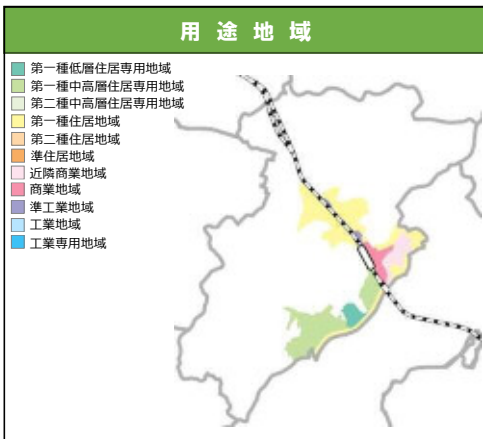 用途地域
第一種低層住居専用地域
第一種中高層住居専用地域
第二種中高層住居専用地域
第一種住居地域
第二種住居地域
準住居地域
近隣商業地域
商業地域
準工業地域
工業地域
工業専用地域